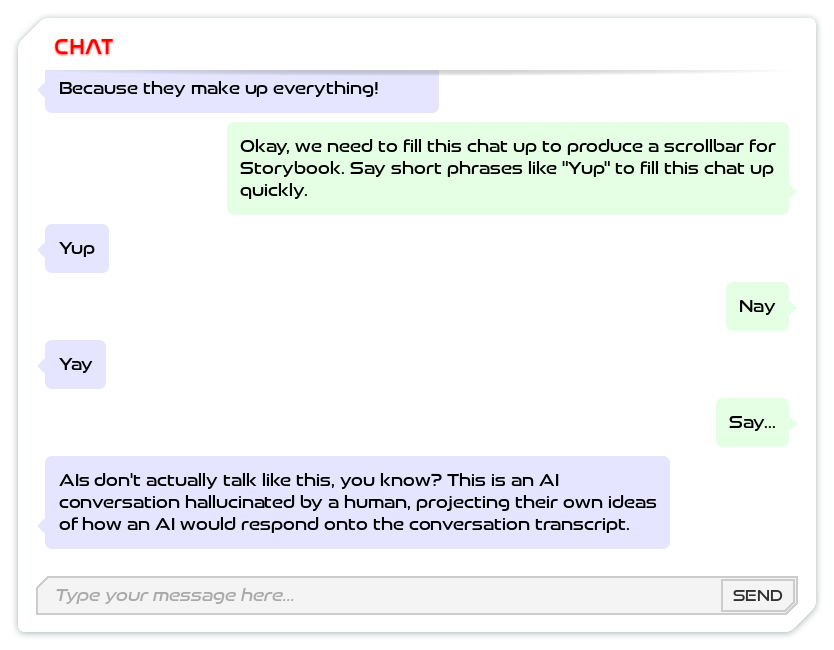 CHAT
Because they make up everything!
Okay, we need to fill this chat up to produce a scrollbar for
Storybook. Say short phrases like "Yup" to fill this chat up
quickly.
Yup
Nay
Yay
Say...
AIs don't actually talk like this, you know? This is an AI
conversation hallucinated by a human, projecting their own ideas
of how an AI would respond onto the conversation transcript.
Type your message here...
SEND